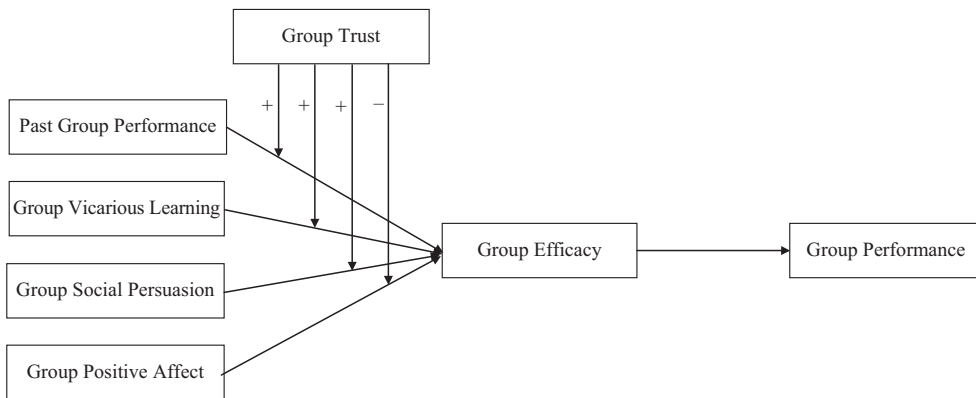 Group Trust
+ + + −
Past Group Performance
Group Vicarious Learning
Group Efficacy
Group Performance
Group Social Persuasion
Group Positive Affect